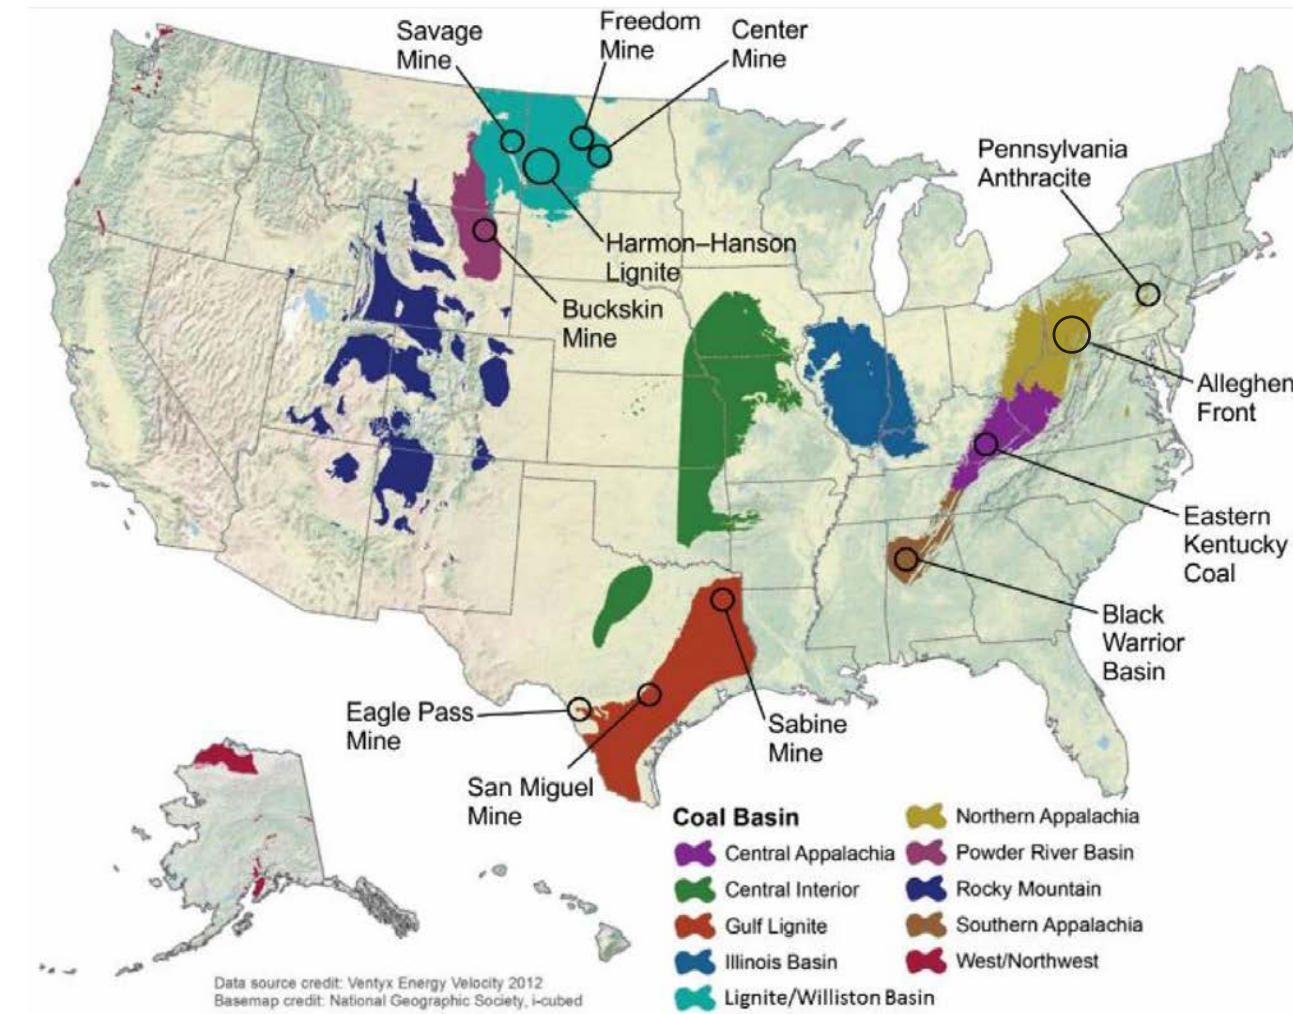 Savage
Mine
Freedom
Mine
Center
Mine
Pennsylvania
Anthracite
Harmon–Hanson
Lignite
Buckskin
Mine
Alleghen
Front
Eastern
Kentucky
Coal
Black
Warrior
Basin
Eagle Pass
Mine
Sabine
Mine
San Miguel
Mine
Coal Basin
Central Appalachia
Central Interior
Gulf Lignite
Illinois Basin
Lignite/Williston Basin
Northern Appalachia
Powder River Basin
Rocky Mountain
Southern Appalachia
West/Northwest
Data source credit: Ventyx Energy Velocity 2012
Basemap credit: National Geographic Society, i-cubed